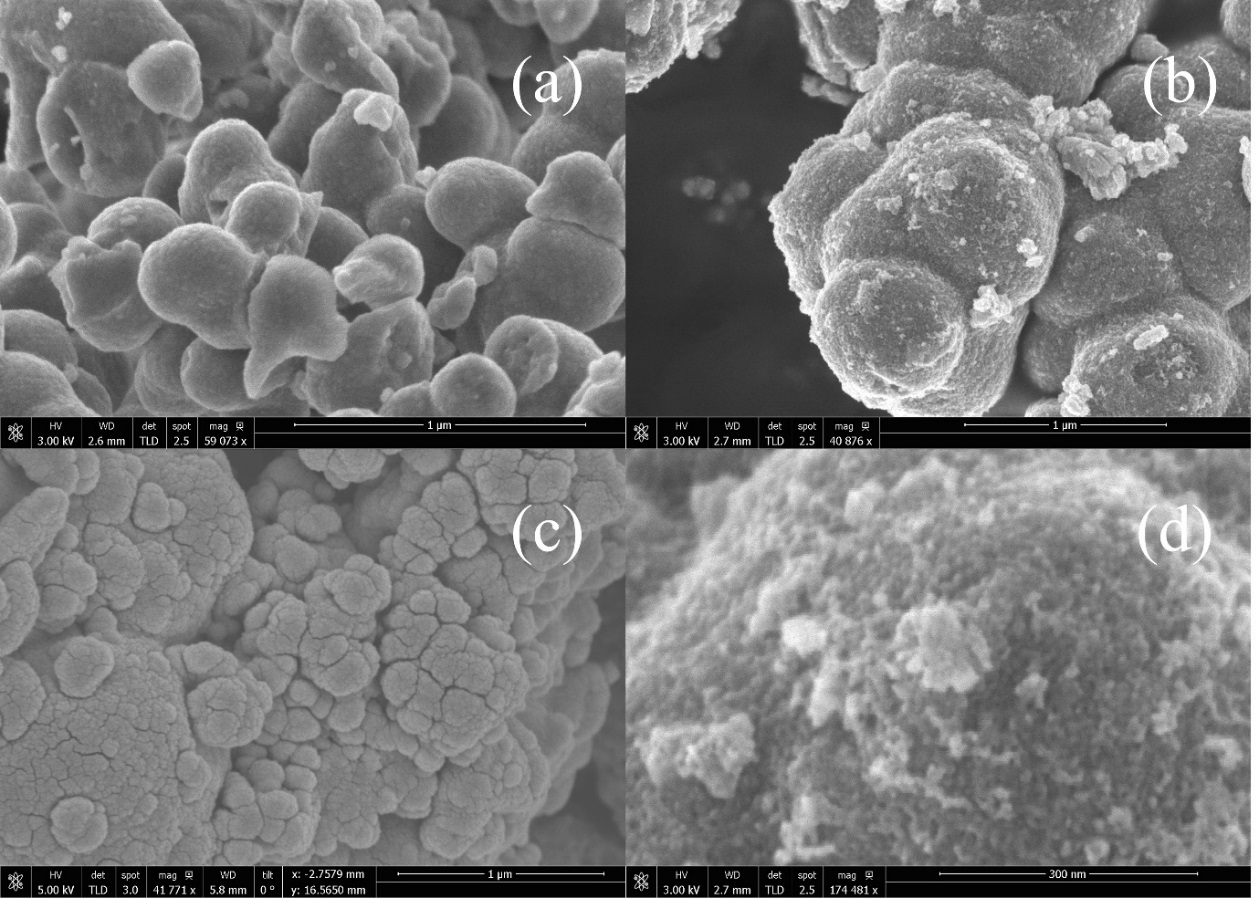 (a)
HV WD det spot mag
3.00 kV 2.6 mm TLD 2.5 59 073 x
1 µm
(b)
HV WD det spot mag
3.00 kV 2.7 mm TLD 2.5 40 876 x
1 µm
(c)
HV det spot mag WD tilt x: -2.7579 mm
5.00 kV TLD 3.0 41 771 x 5.8 mm 0 ° y: 16.5650 mm
1 µm
(d)
HV WD det spot mag
3.00 kV 2.7 mm TLD 2.5 174 481 x
300 nm